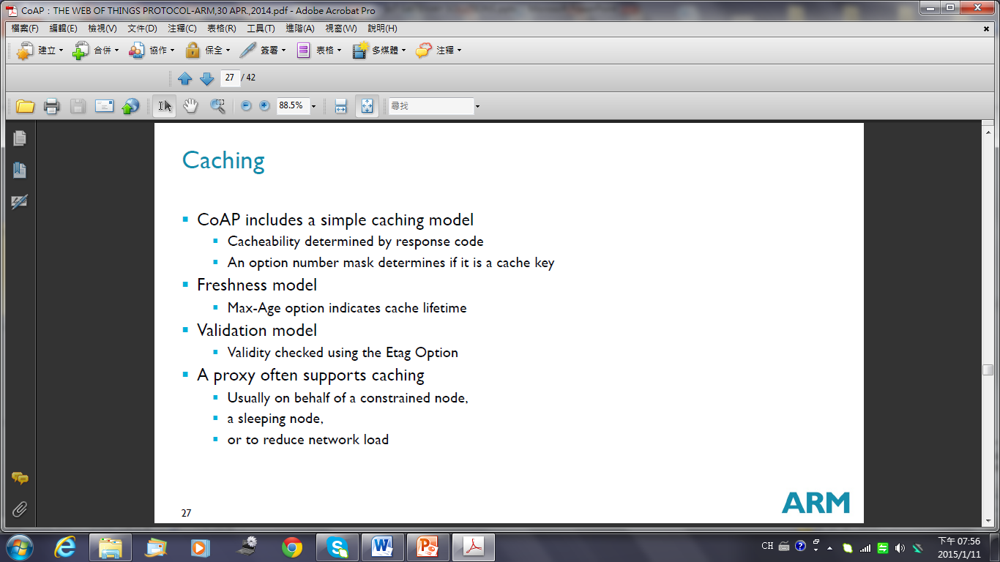 CoAP : THE WEB OF THINGS PROTOCOL-ARM,30 APR.,2014.pdf - Adobe Acrobat Pro
檔案(F) 編輯(E) 檢視(V) 文件(D) 注釋(C) 表格(R) 工具(T) 進階(A) 視窗(W) 說明(H)
建立 合併 協作 保全 簽署 表格 多媒體 注釋
27 / 42
88.5% 尋找
Caching
CoAP includes a simple caching model
Cacheability determined by response code
An option number mask determines if it is a cache key
Freshness model
Max-Age option indicates cache lifetime
Validation model
Validity checked using the Etag Option
A proxy often supports caching
Usually on behalf of a constrained node,
a sleeping node,
or to reduce network load
27
ARM
CH
下午 07:56
2015/1/11